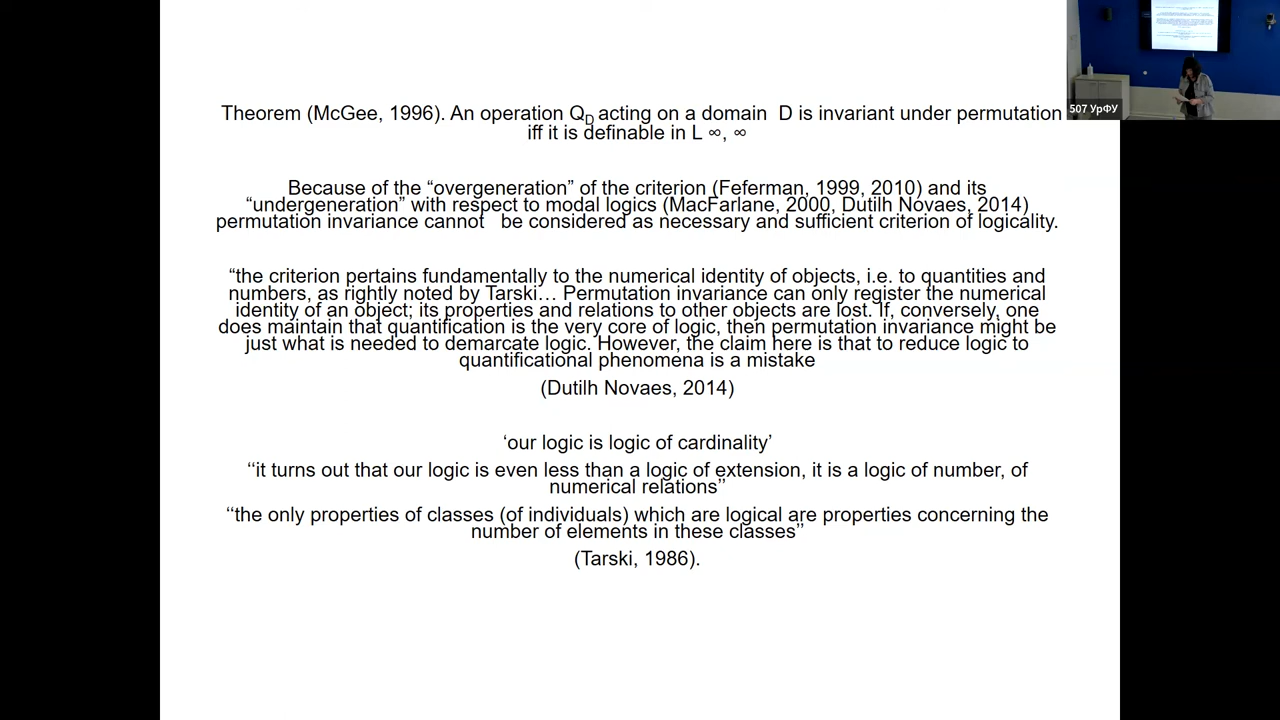 Theorem (McGee, 1996). An operation Q_D acting on a domain D is invariant under permutation
iff it is definable in L ∞, ∞
Because of the “overgeneration” of the criterion (Feferman, 1999, 2010) and its
“undergeneration” with respect to modal logics (MacFarlane, 2000, Dutilh Novaes, 2014)
permutation invariance cannot be considered as necessary and sufficient criterion of logicality.
“the criterion pertains fundamentally to the numerical identity of objects, i.e. to quantities and
numbers, as rightly noted by Tarski… Permutation invariance can only register the numerical
identity of an object; its properties and relations to other objects are lost. If, conversely, one
does maintain that quantification is the very core of logic, then permutation invariance might be
just what is needed to demarcate logic. However, the claim here is that to reduce logic to
quantificational phenomena is a mistake
(Dutilh Novaes, 2014)
‘our logic is logic of cardinality’
‘‘it turns out that our logic is even less than a logic of extension, it is a logic of number, of
numerical relations’’
‘‘the only properties of classes (of individuals) which are logical are properties concerning the
number of elements in these classes’’
(Tarski, 1986).
507 УрФУ